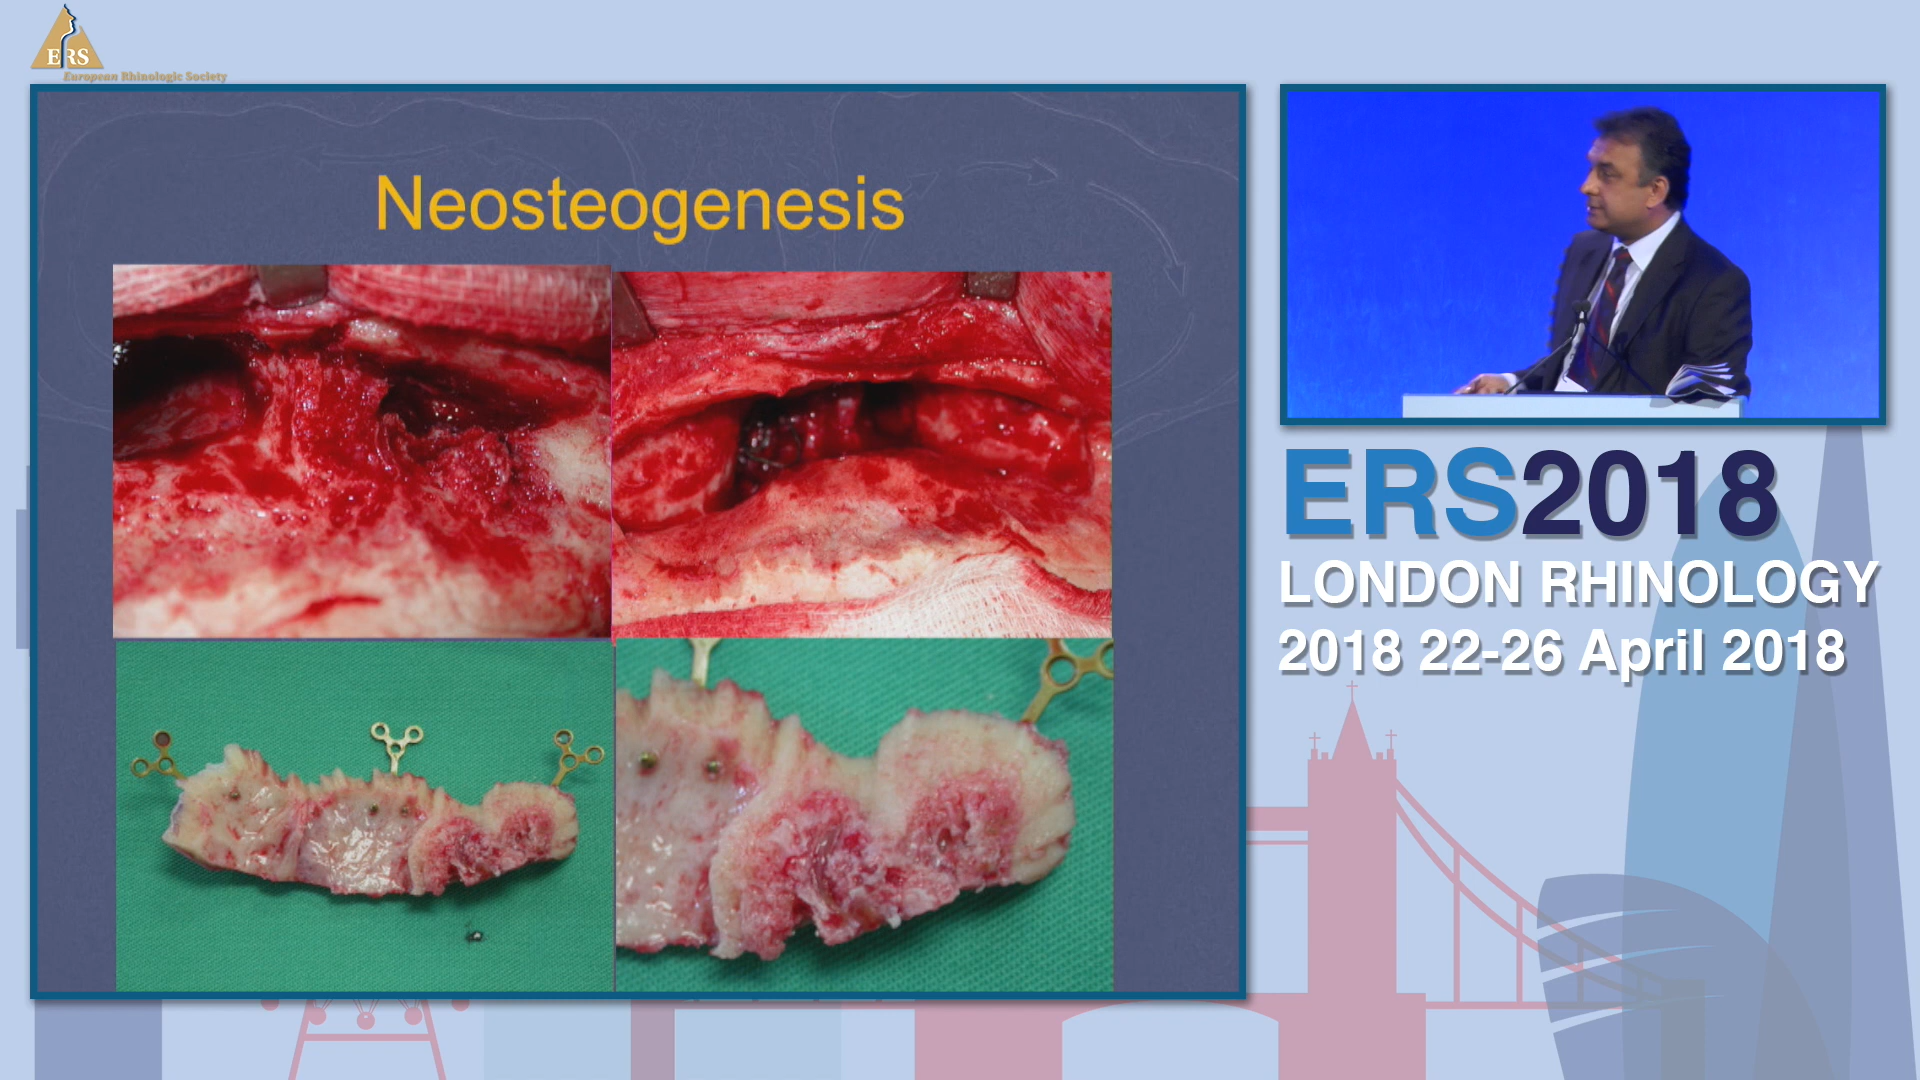 ERS
European Rhinologic Society
Neosteogenesis
ERS2018
LONDON RHINOLOGY
2018 22-26 April 2018